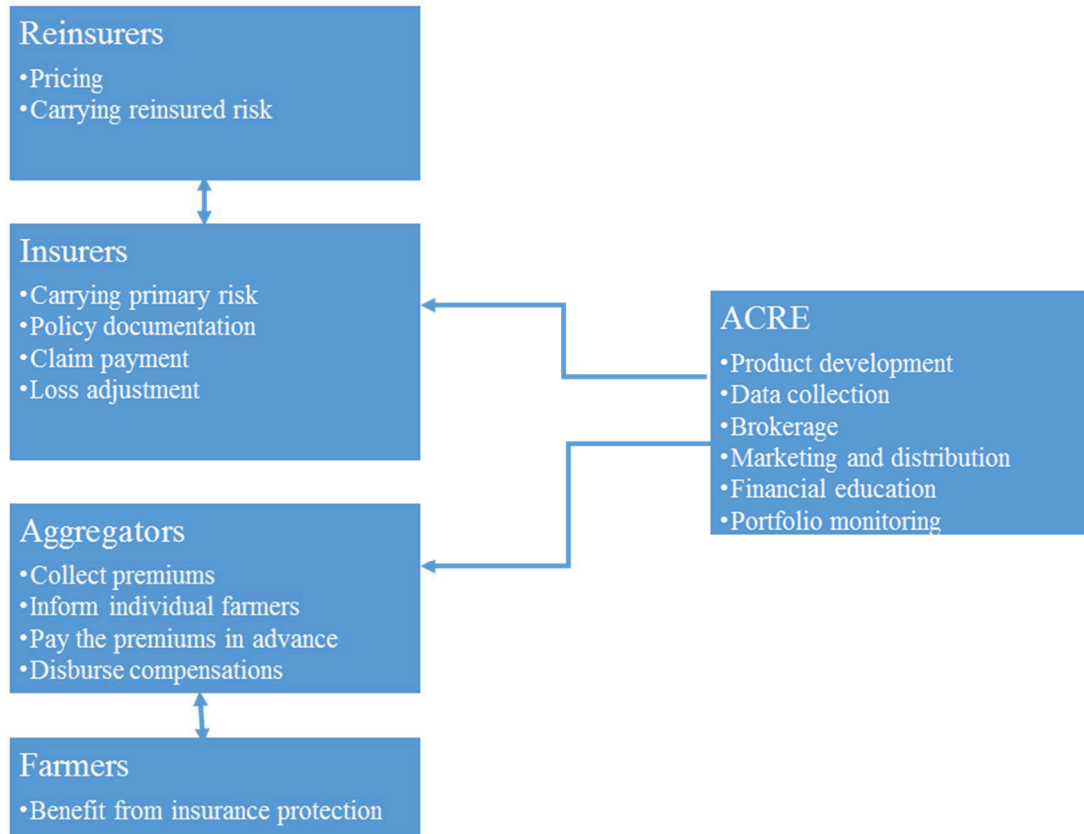 Reinsurers
•Pricing
•Carrying reinsured risk
Insurers
•Carrying primary risk
•Policy documentation
•Claim payment
•Loss adjustment
ACRE
•Product development
•Data collection
•Brokerage
•Marketing and distribution
•Financial education
•Portfolio monitoring
Aggregators
•Collect premiums
•Inform individual farmers
•Pay the premiums in advance
•Disburse compensations
Farmers
•Benefit from insurance protection